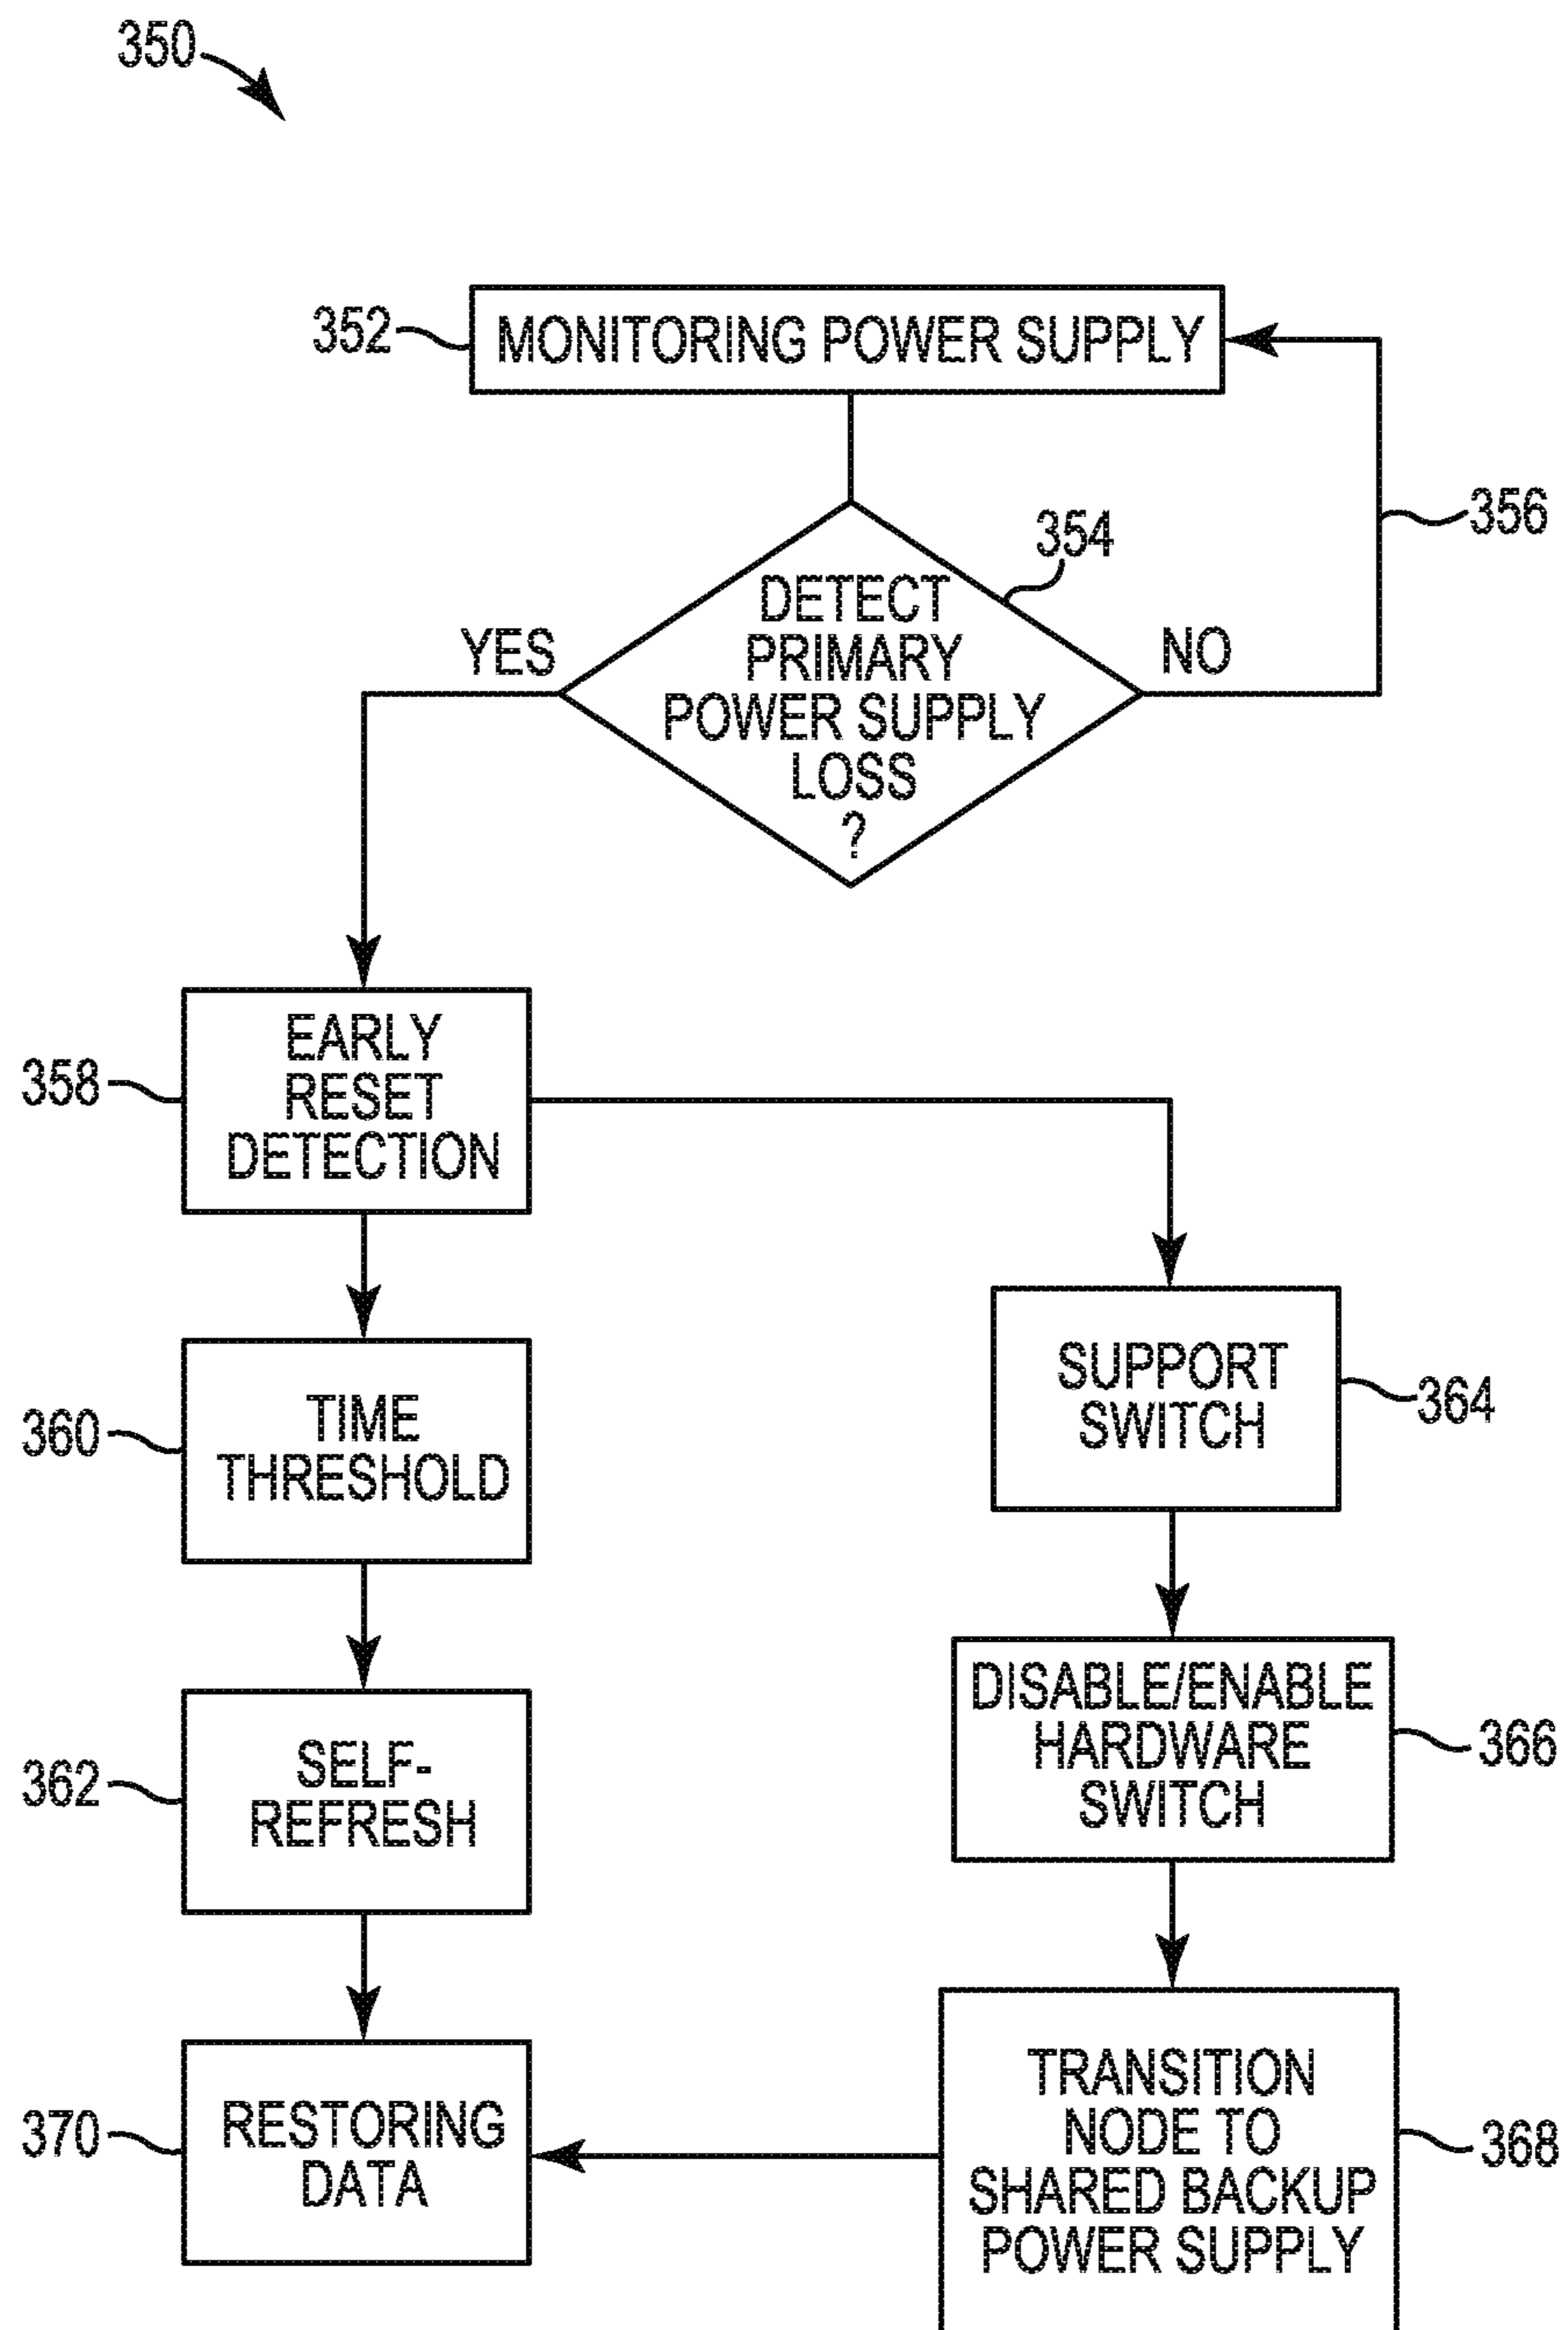 350
352
MONITORING POWER SUPPLY
356
354
DETECT
PRIMARY
POWER SUPPLY
LOSS
?
YES
NO
358
EARLY
RESET
DETECTION
360
TIME
THRESHOLD
364
SUPPORT
SWITCH
362
SELF-
REFRESH
366
DISABLE/ENABLE
HARDWARE
SWITCH
370
RESTORING
DATA
368
TRANSITION
NODE TO
SHARED BACKUP
POWER SUPPLY